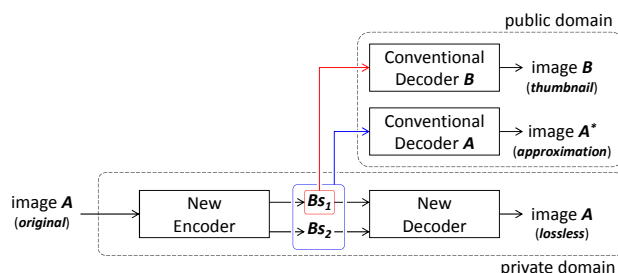 public domain
Conventional
Decoder B
image B
(thumbnail)
Conventional
Decoder A
image A*
(approximation)
image A
(original)
New
Encoder
Bs1
Bs2
New
Decoder
image A
(lossless)
private domain